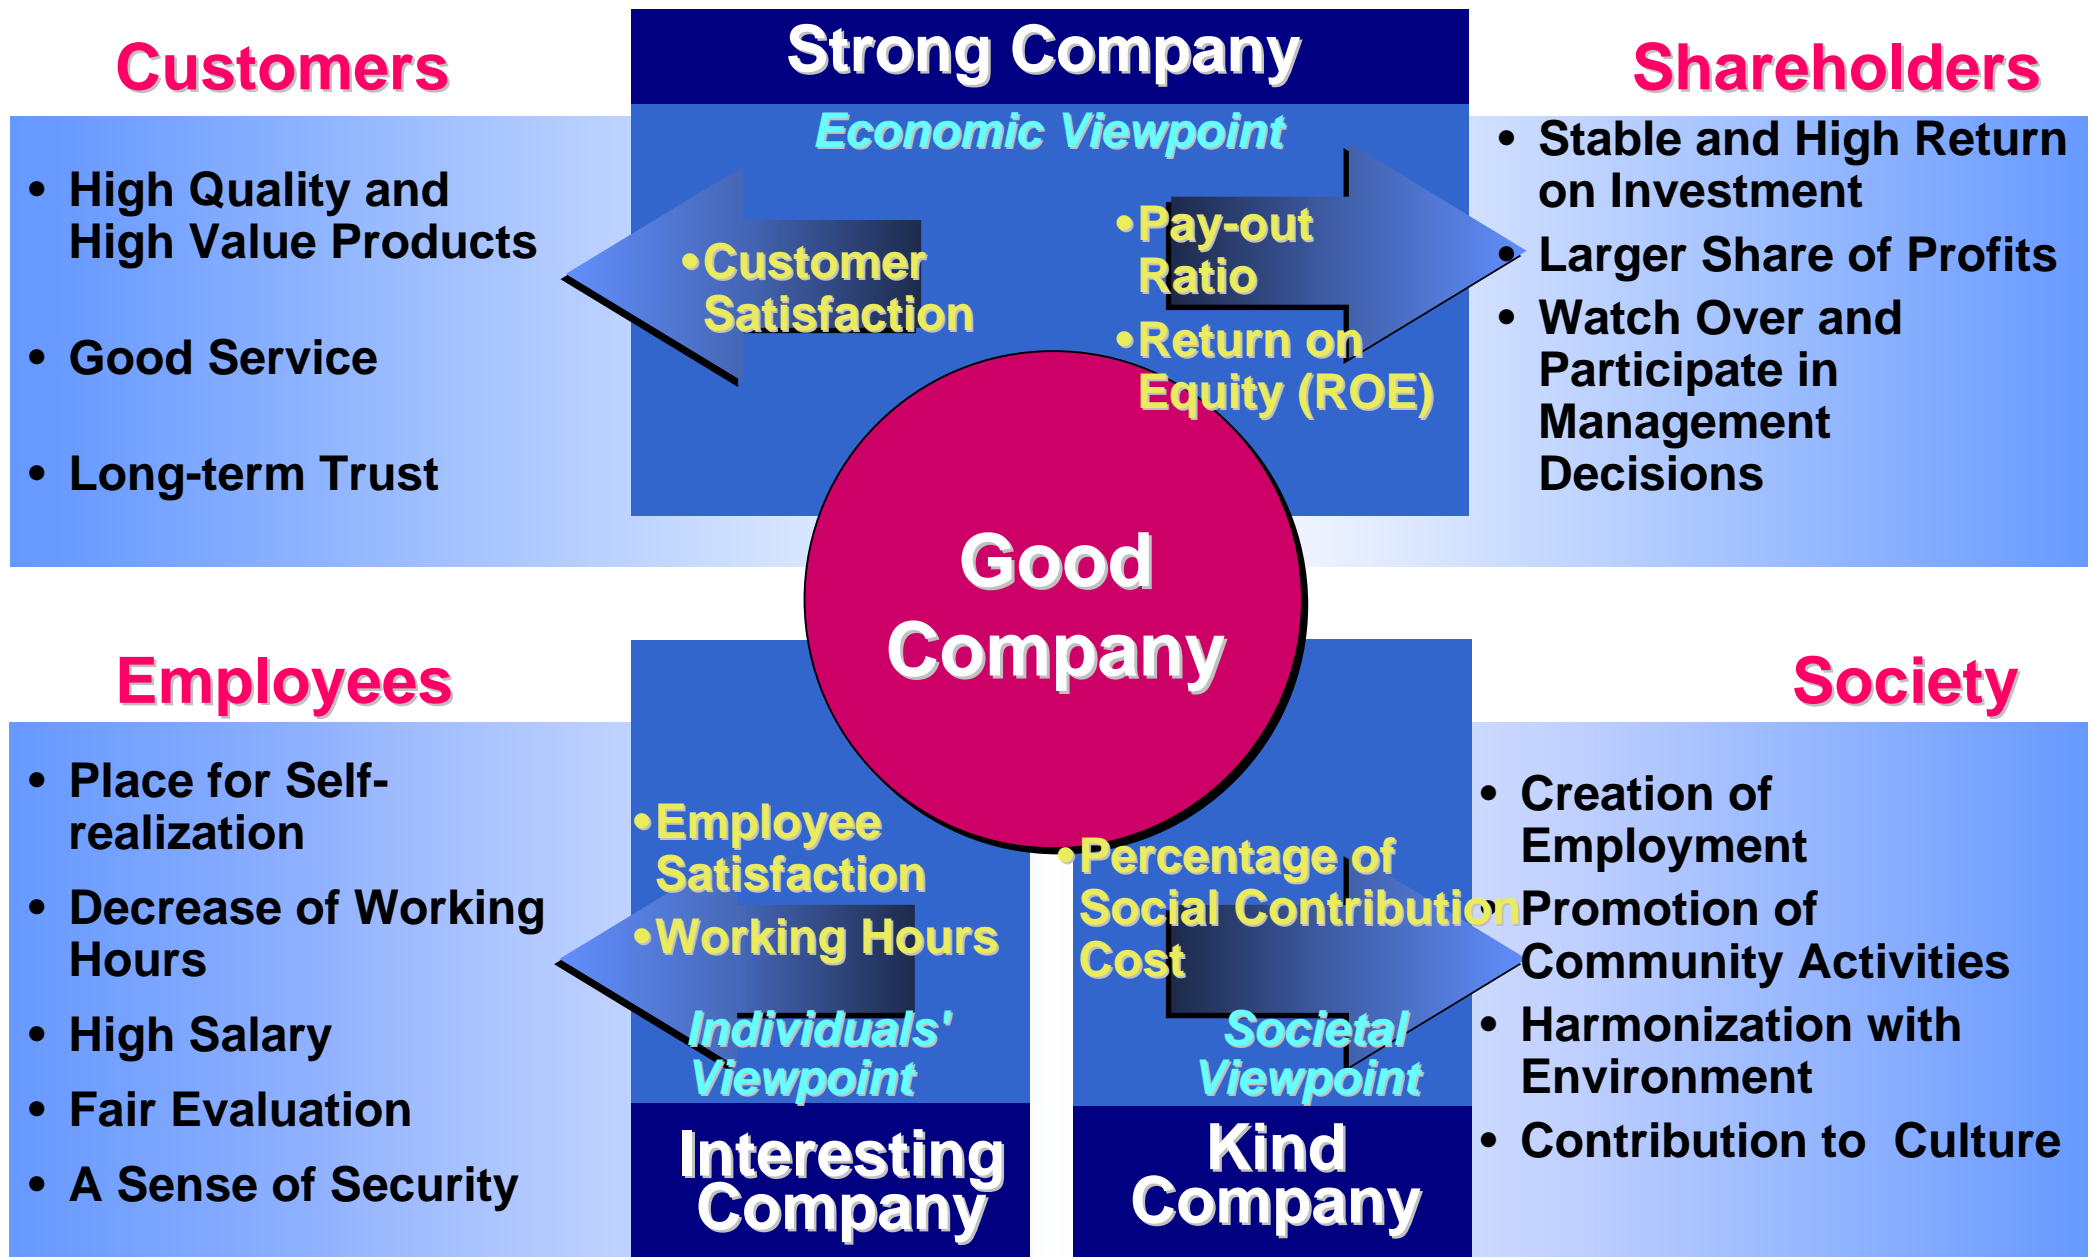 Strong Company
Economic Viewpoint
Customers
• High Quality and
High Value Products
• Good Service
• Long-term Trust
•Customer
Satisfaction
•Pay-out
Ratio
•Return on
Equity (ROE)
Shareholders
• Stable and High Return
on Investment
• Larger Share of Profits
• Watch Over and
Participate in
Management
Decisions
Good
Company
Employees
• Place for Self-
realization
• Decrease of Working
Hours
• High Salary
• Fair Evaluation
• A Sense of Security
•Employee
Satisfaction
•Working Hours
Individuals'
Viewpoint
Interesting
Company
•Percentage of
Social Contribution
Cost
Societal
Viewpoint
Kind
Company
Society
• Creation of
Employment
• Promotion of
Community Activities
• Harmonization with
Environment
• Contribution to  Culture